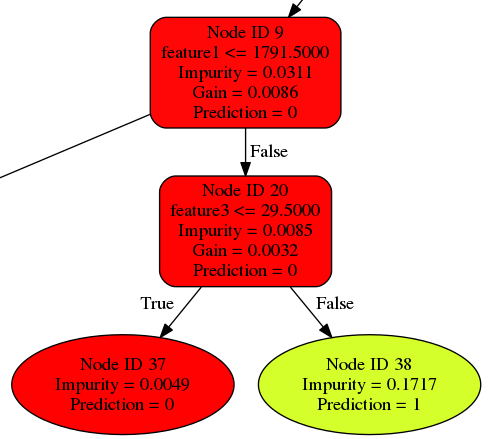 Node ID 9
feature1 <= 1791.5000
Impurity = 0.0311
Gain = 0.0086
Prediction = 0
False
Node ID 20
feature3 <= 29.5000
Impurity = 0.0085
Gain = 0.0032
Prediction = 0
True
False
Node ID 37
Impurity = 0.0049
Prediction = 0
Node ID 38
Impurity = 0.1717
Prediction = 1